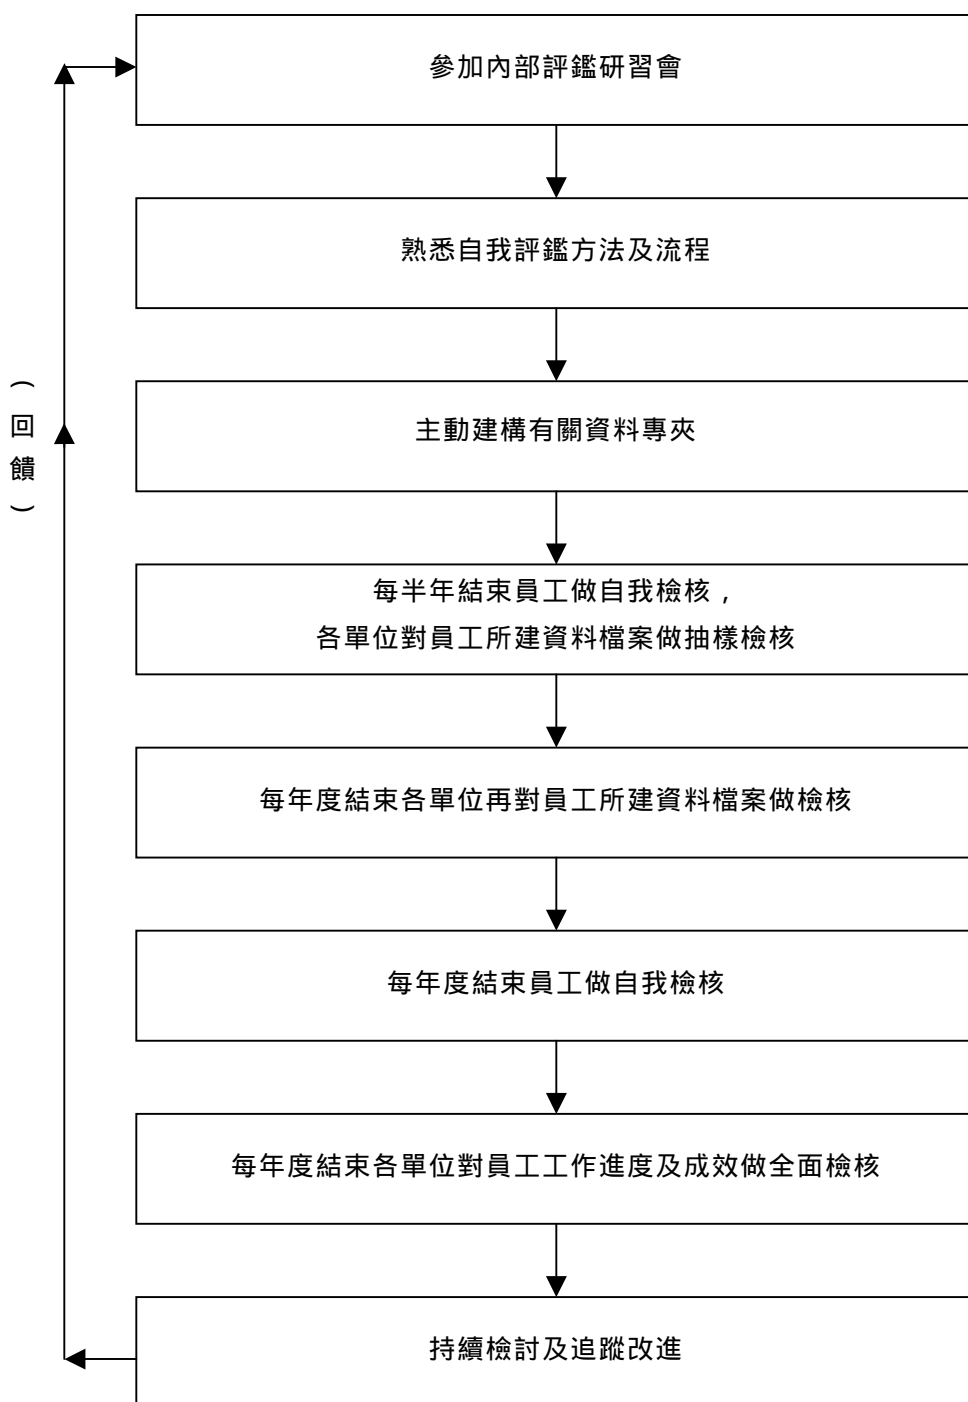 參加內部評鑑研習會
熟悉自我評鑑方法及流程
(回饋)
主動建構有關資料專夾
每半年結束員工做自我檢核，
各單位對員工所建資料檔案做抽樣檢核
每年度結束各單位再對員工所建資料檔案做檢核
每年度結束員工做自我檢核
每年度結束各單位對員工工作進度及成效做全面檢核
持續檢討及追蹤改進